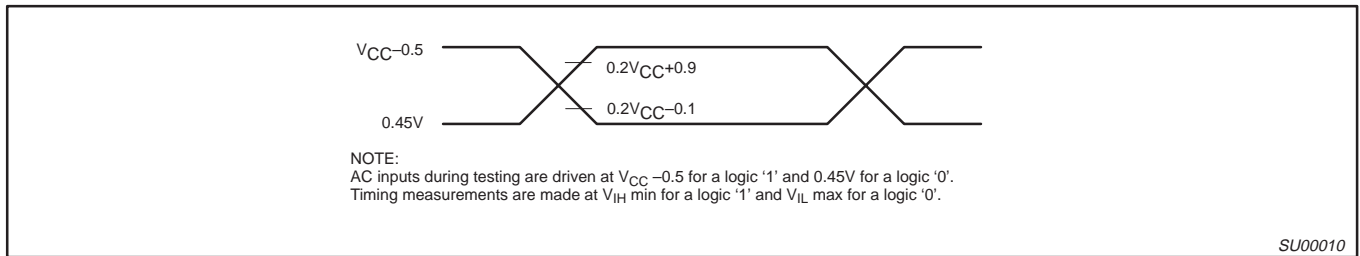 VCC–0.5
0.2VCC+0.9
0.2VCC–0.1
0.45V
NOTE:
AC inputs during testing are driven at VCC –0.5 for a logic ‘1’ and 0.45V for a logic ‘0’.
Timing measurements are made at VIH min for a logic ‘1’ and VIL max for a logic ‘0’.
SU00010